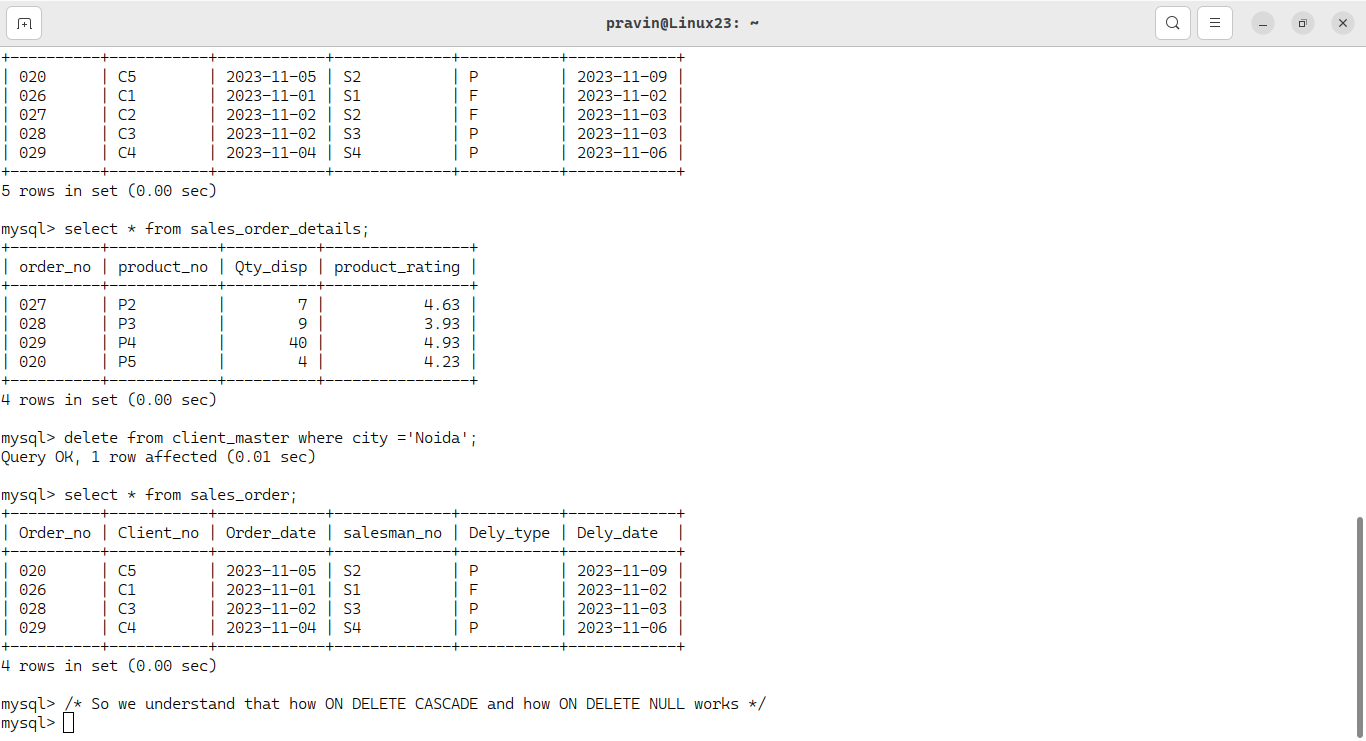 pravin@Linux23: ~
+----------+-----------+------------+-------------+-----------+------------+
| 020      | C5        | 2023-11-05 | S2          | P         | 2023-11-09 |
| 026      | C1        | 2023-11-01 | S1          | F         | 2023-11-02 |
| 027      | C2        | 2023-11-02 | S2          | F         | 2023-11-03 |
| 028      | C3        | 2023-11-02 | S3          | P         | 2023-11-03 |
| 029      | C4        | 2023-11-04 | S4          | P         | 2023-11-06 |
+----------+-----------+------------+-------------+-----------+------------+
5 rows in set (0.00 sec)
mysql> select * from sales_order_details;
+----------+------------+----------+----------------+
| order_no | product_no | Qty_disp | product_rating |
+----------+------------+----------+----------------+
| 027      | P2         |        7 |           4.63 |
| 028      | P3         |        9 |           3.93 |
| 029      | P4         |       40 |           4.93 |
| 020      | P5         |        4 |           4.23 |
+----------+------------+----------+----------------+
4 rows in set (0.00 sec)
mysql> delete from client_master where city ='Noida';
Query OK, 1 row affected (0.01 sec)
mysql> select * from sales_order;
+----------+-----------+------------+-------------+-----------+------------+
| Order_no | Client_no | Order_date | salesman_no | Dely_type | Dely_date  |
+----------+-----------+------------+-------------+-----------+------------+
| 020      | C5        | 2023-11-05 | S2          | P         | 2023-11-09 |
| 026      | C1        | 2023-11-01 | S1          | F         | 2023-11-02 |
| 028      | C3        | 2023-11-02 | S3          | P         | 2023-11-03 |
| 029      | C4        | 2023-11-04 | S4          | P         | 2023-11-06 |
+----------+-----------+------------+-------------+-----------+------------+
4 rows in set (0.00 sec)
mysql> /* So we understand that how ON DELETE CASCADE and how ON DELETE NULL works */
mysql>